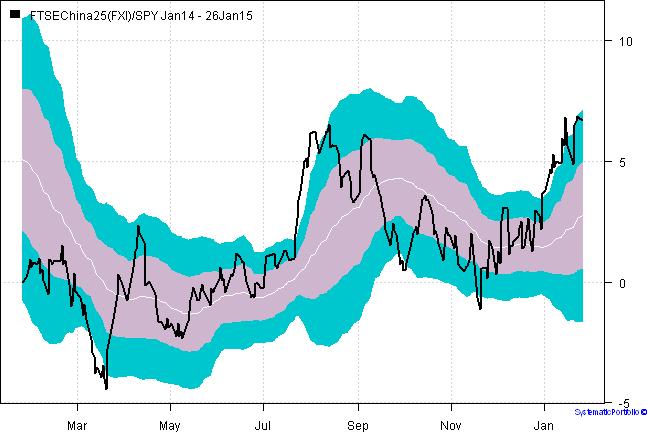 FTSEChina25(FXI)/SPY Jan14 - 26Jan15
10
5
0
-5
SystematicPortfolio ©
Mar May Jul Sep Nov Jan